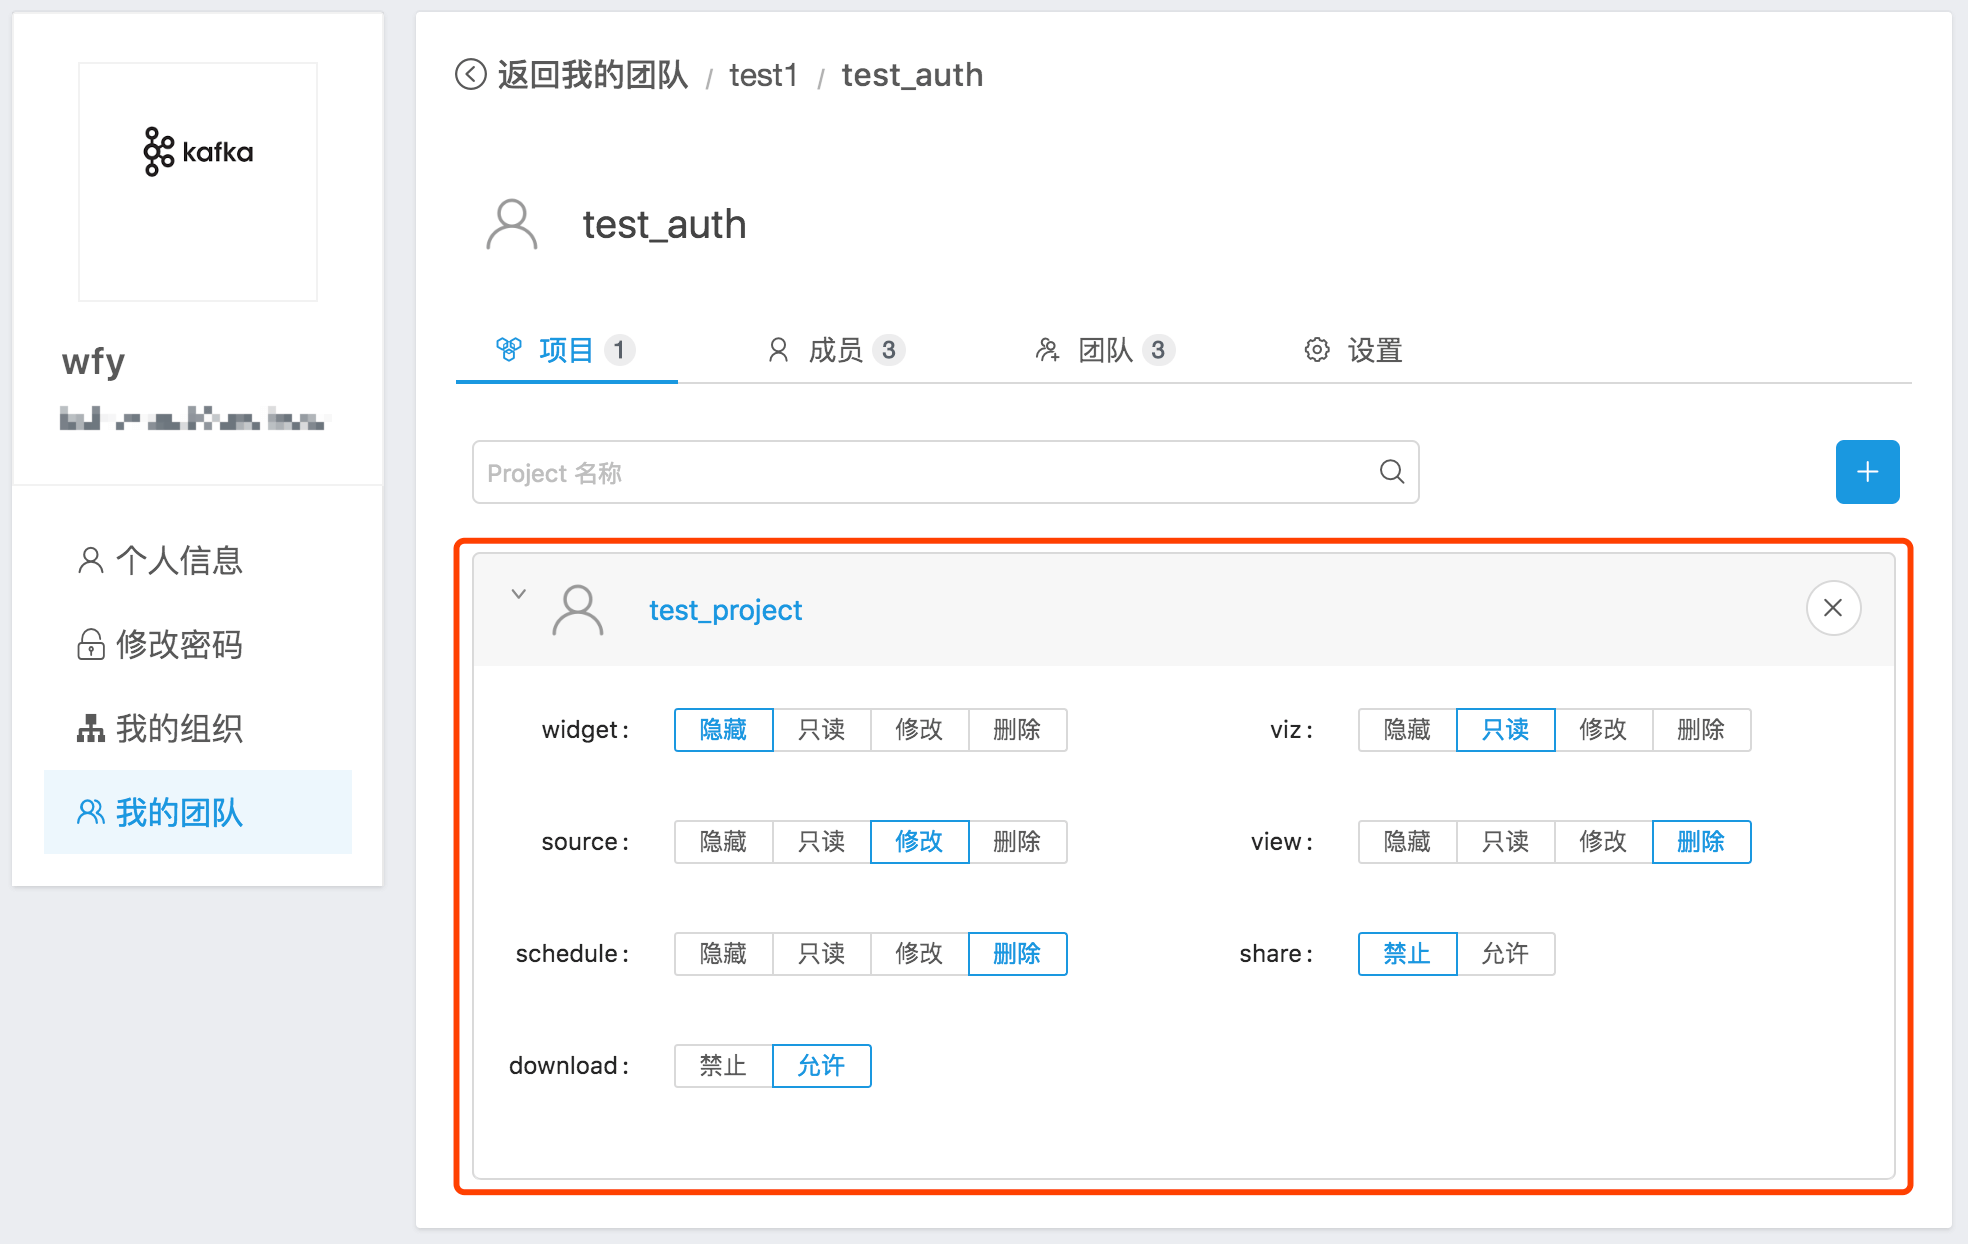 kafka
wfy
个人信息
修改密码
我的组织
我的团队
返回我的团队 / test1 / test_auth
test_auth
项目 1 成员 3 团队 3 设置
Project 名称
test_project
widget: 隐藏 只读 修改 删除 viz: 隐藏 只读 修改 删除
source: 隐藏 只读 修改 删除 view: 隐藏 只读 修改 删除
schedule: 隐藏 只读 修改 删除 share: 禁止 允许
download: 禁止 允许